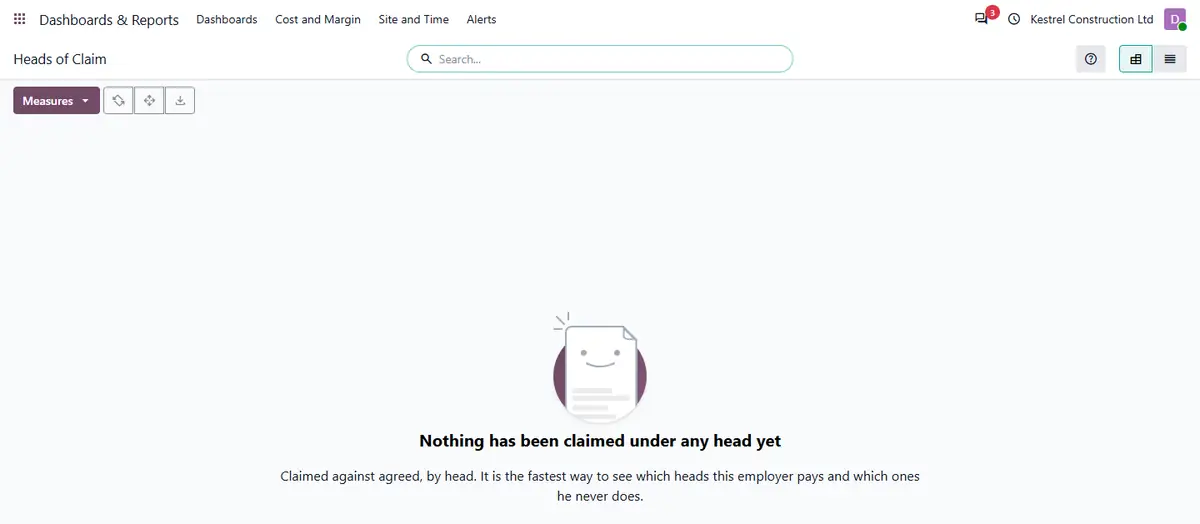 Dashboards & Reports Dashboards Cost and Margin Site and Time Alerts 3 Kestrel Construction Ltd D
Heads of Claim Search...
Measures
Nothing has been claimed under any head yet
Claimed against agreed, by head. It is the fastest way to see which heads this employer pays and which ones
he never does.